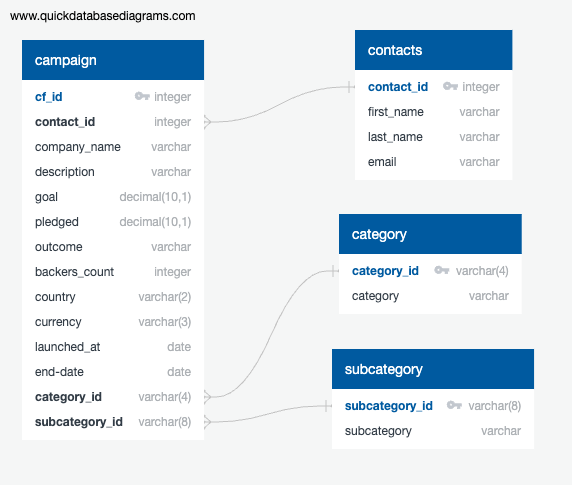 www.quickdatabasediagrams.com
campaign
cf_id integer
contact_id integer
company_name varchar
description varchar
goal decimal(10,1)
pledged decimal(10,1)
outcome varchar
backers_count integer
country varchar(2)
currency varchar(3)
launched_at date
end-date date
category_id varchar(4)
subcategory_id varchar(8)
contacts
contact_id integer
first_name varchar
last_name varchar
email varchar
category
category_id varchar(4)
category varchar
subcategory
subcategory_id varchar(8)
subcategory varchar